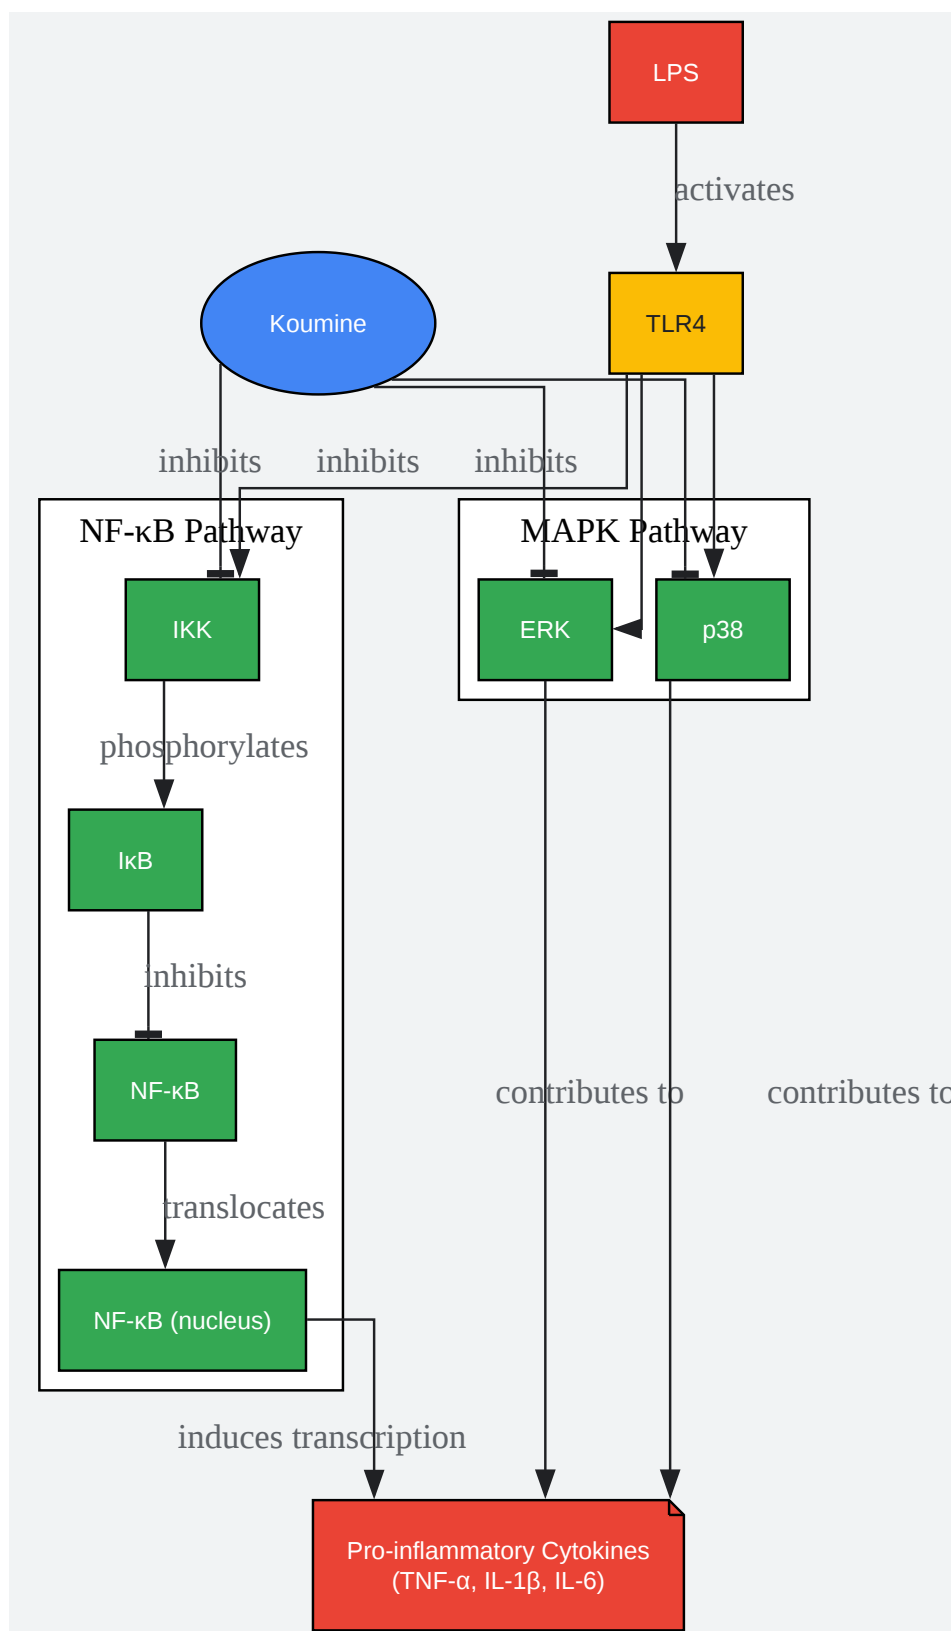 LPS
activates
Koumine
TLR4
inhibits
inhibits
inhibits
NF-κB Pathway
MAPK Pathway
IKK
ERK
p38
phosphorylates
IκB
inhibits
NF-κB
contributes to
contributes to
translocates
NF-κB (nucleus)
induces transcription
Pro-inflammatory Cytokines
(TNF-α, IL-1β, IL-6)